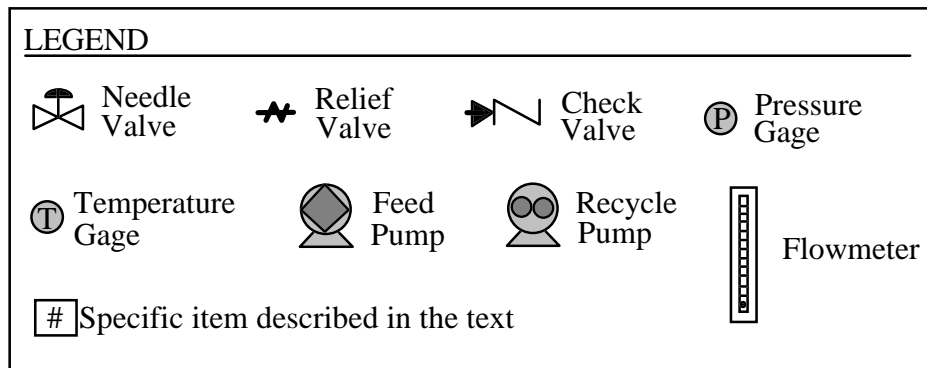 LEGEND
Needle
Valve
Relief
Valve
Check
Valve
P
Pressure
Gage
T
Temperature
Gage
Feed
Pump
Recycle
Pump
Flowmeter
# Specific item described in the text